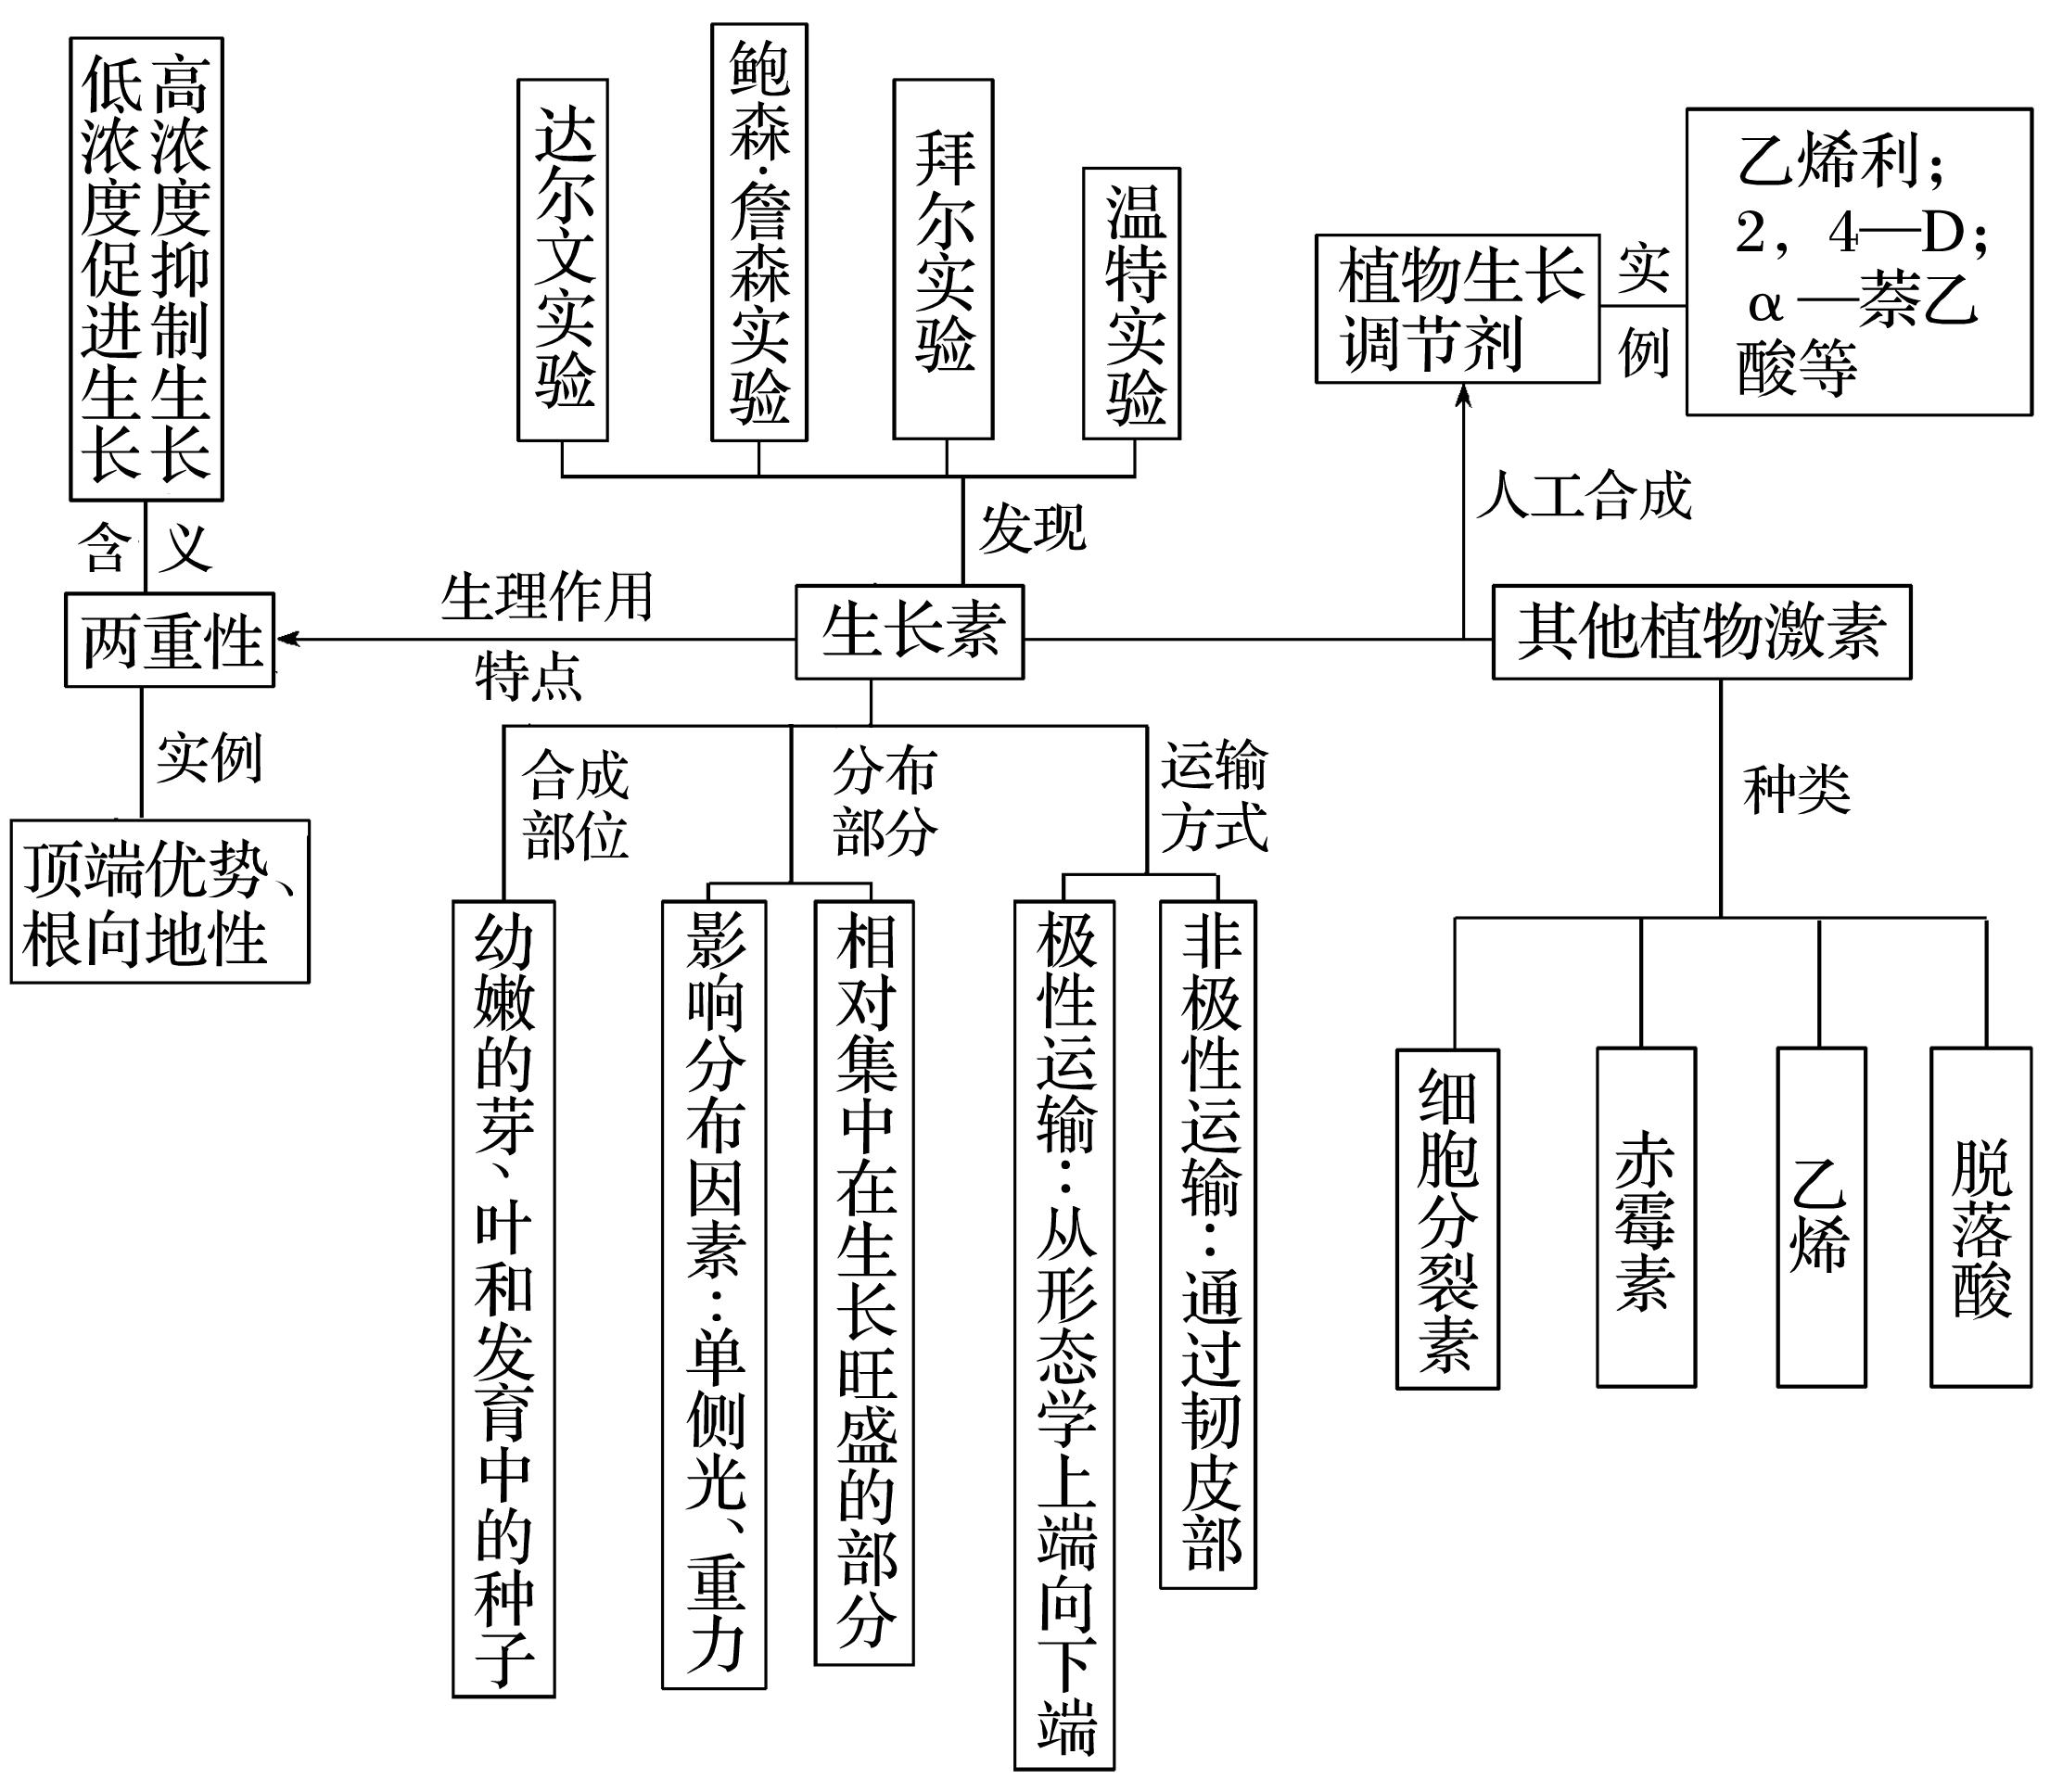 低浓度促进生长
高浓度抑制生长
达尔文实验
鲍森·詹森实验
拜尔实验
温特实验
植物生长
调节剂
实
例
乙烯利；
2，4—D；
α—萘乙
酸等
含 义
发现
人工合成
两重性
生理作用
特点
生长素
其他植物激素
实例
顶端优势、
根向地性
合成
部位
分布
部分
运输
方式
种类
幼嫩的芽、叶和发育中的种子
影响分布因素：单侧光、重力
相对集中在生长旺盛的部分
极性运输：从形态学上端向下端
非极性运输：通过韧皮部
细胞分裂素
赤霉素
乙烯
脱落酸